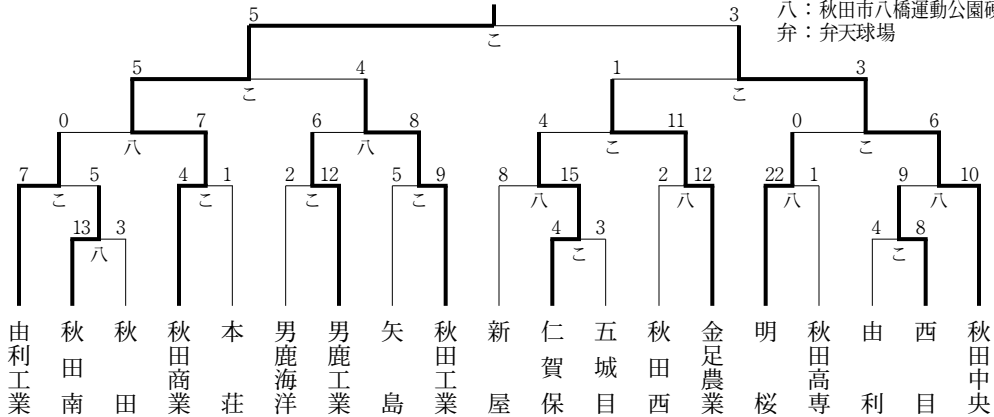 八：秋田市八橋運動公園硬
弁：弁天球場
5 3
こ
5 4 1 3
こ こ
0 7 6 8 4 11 0 6
八 八 こ こ
7 5 4 1 2 12 5 9 8 15 2 12 22 1 9 10
こ こ こ こ 八 八 八 八
13 3 4 3 4 8
八 こ こ
由利工業
秋田南
秋田
秋田商業
本荘
男鹿海洋
男鹿工業
矢島
秋田工業
新屋
仁賀保
五城目
秋田西
金足農業
明桜
秋田高専
由利
西目
秋田中央